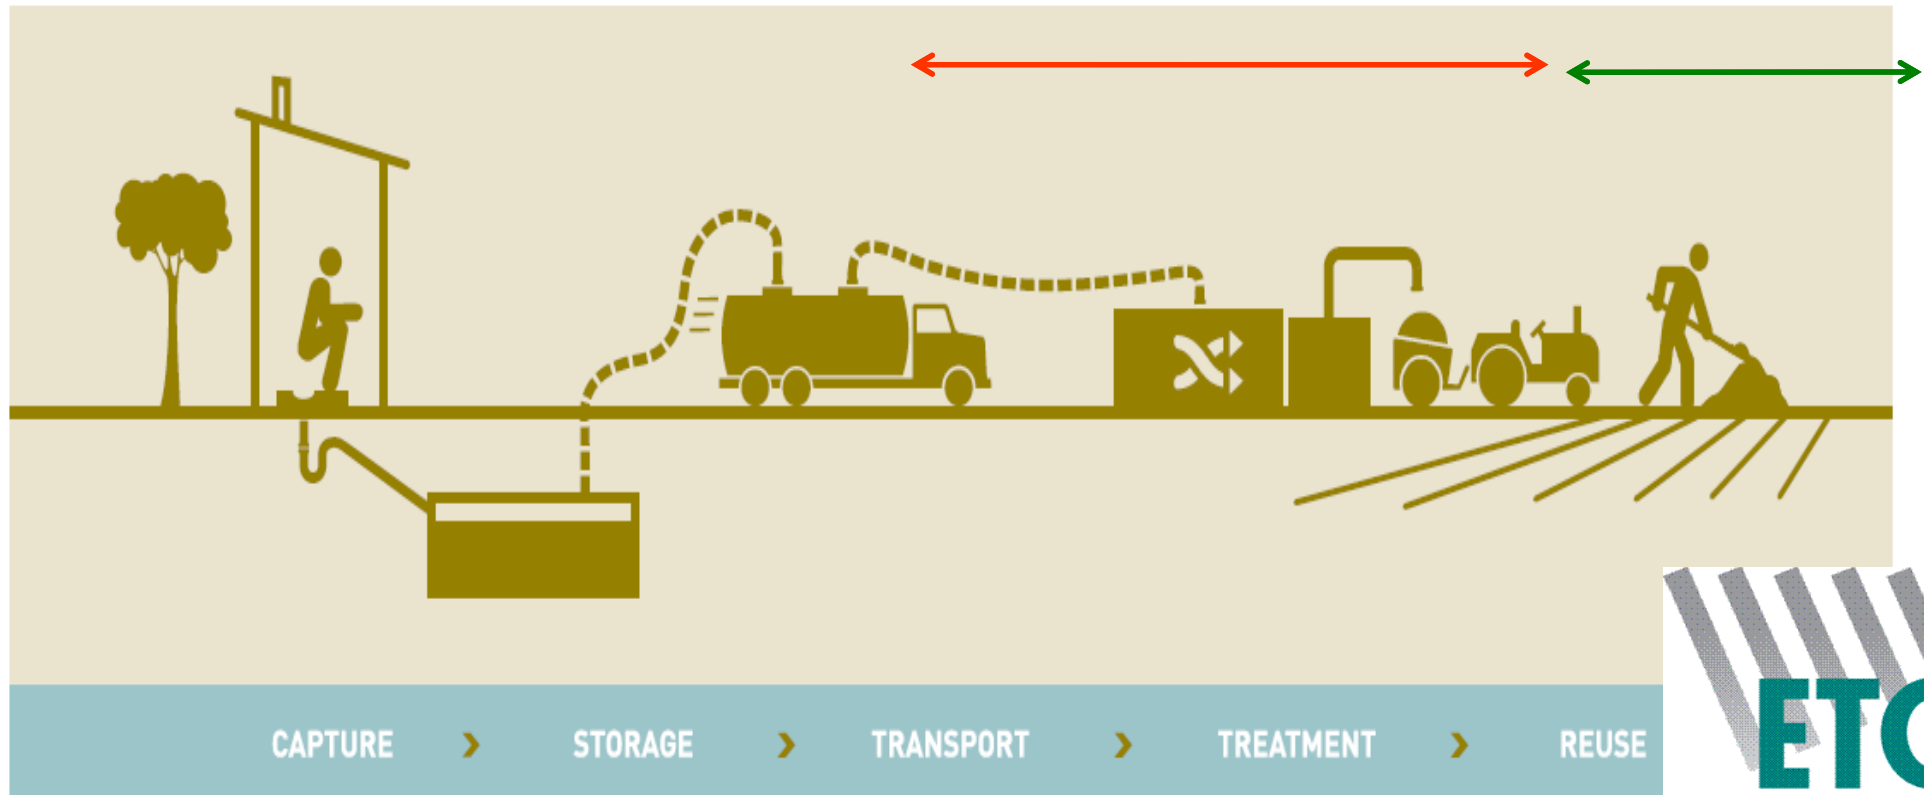 CAPTURE > STORAGE > TRANSPORT > TREATMENT > REUSE
ETC